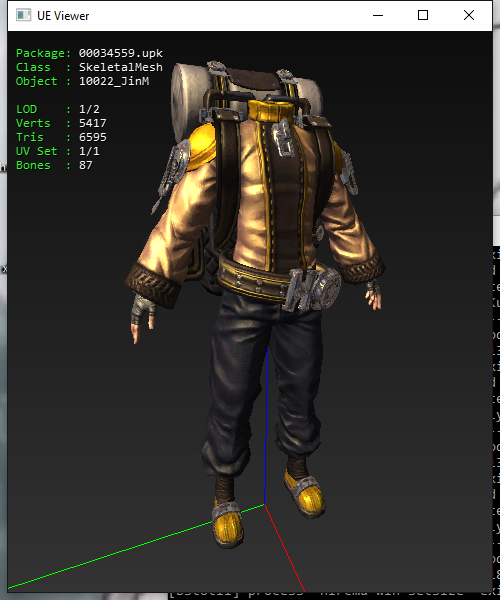 UE Viewer
Package: 00034559.upk
Class : SkeletalMesh
Object : 10022_JinM
LOD : 1/2
Verts : 5417
Tris : 6595
UV Set : 1/1
Bones : 87